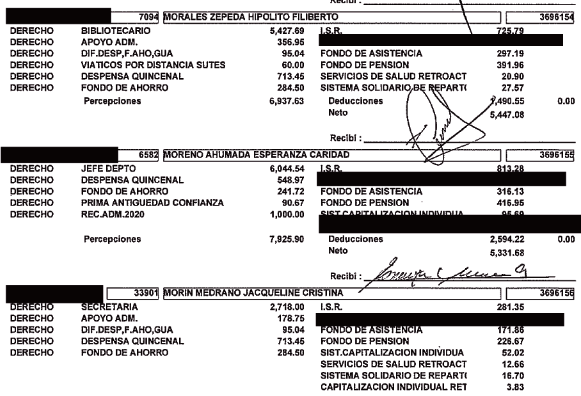 Recibí :
7094 MORALES ZEPEDA HIPOLITO FILIBERTO 3696154
DERECHO BIBLIOTECARIO 5,427.69 I.S.R. 725.79
DERECHO APOYO ADM. 356.95
DERECHO DIF.DESP,F.AHO,GUA 95.04 FONDO DE ASISTENCIA 297.19
DERECHO VIATICOS POR DISTANCIA SUTES 60.00 FONDO DE PENSION 391.96
DERECHO DESPENSA QUINCENAL 713.45 SERVICIOS DE SALUD RETROACT 20.90
DERECHO FONDO DE AHORRO 284.50 SISTEMA SOLIDARIO DE REPARTO 27.57
Percepciones 6,937.63 Deducciones 1,490.55 0.00
Neto 5,447.08
Recibí :
6582 MORENO AHUMADA ESPERANZA CARIDAD 3696155
DERECHO JEFE DEPTO 6,044.54 I.S.R. 813.28
DERECHO DESPENSA QUINCENAL 548.97
DERECHO FONDO DE AHORRO 241.72 FONDO DE ASISTENCIA 316.13
DERECHO PRIMA ANTIGUEDAD CONFIANZA 90.67 FONDO DE PENSION 416.95
DERECHO REC.ADM.2020 1,000.00 SIST.CAPITALIZACION INDIVIDUA 95.69
Percepciones 7,925.90 Deducciones 2,594.22 0.00
Neto 5,331.68
Recibí :
33901 MORIN MEDRANO JACQUELINE CRISTINA 3696156
DERECHO SECRETARIA 2,718.00 I.S.R. 281.35
DERECHO APOYO ADM. 178.75
DERECHO DIF.DESP,F.AHO,GUA 95.04 FONDO DE ASISTENCIA 171.86
DERECHO DESPENSA QUINCENAL 713.45 FONDO DE PENSION 226.67
DERECHO FONDO DE AHORRO 284.50 SIST.CAPITALIZACION INDIVIDUA 52.02
SERVICIOS DE SALUD RETROACT 12.66
SISTEMA SOLIDARIO DE REPARTO 16.70
CAPITALIZACION INDIVIDUAL RET 3.83